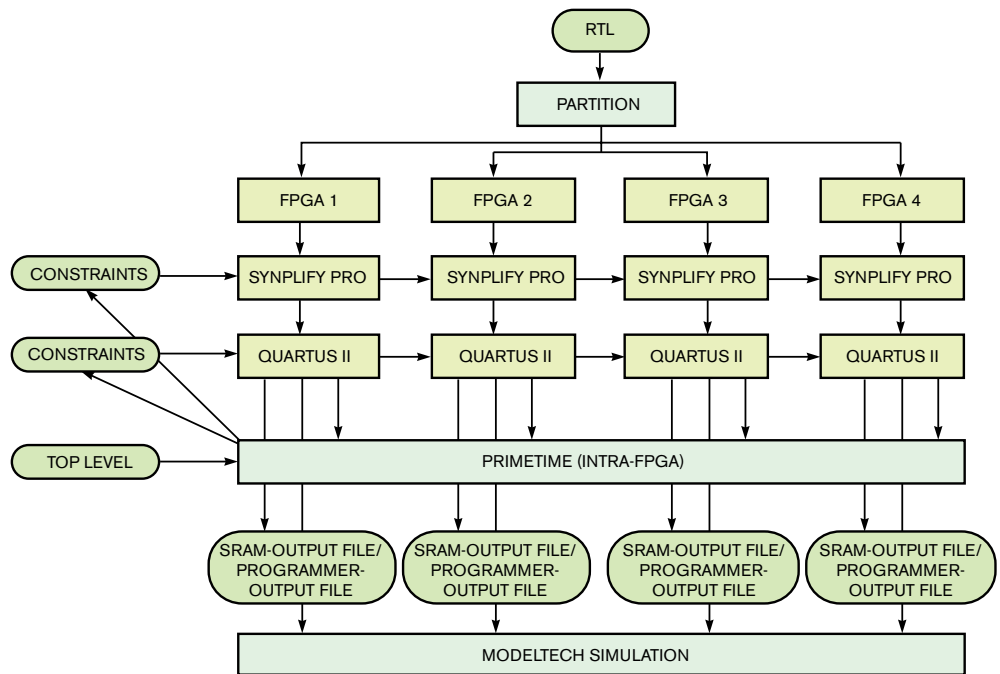 RTL
PARTITION
FPGA 1
FPGA 2
FPGA 3
FPGA 4
CONSTRAINTS
SYNPLIFY PRO
SYNPLIFY PRO
SYNPLIFY PRO
SYNPLIFY PRO
CONSTRAINTS
QUARTUS II
QUARTUS II
QUARTUS II
QUARTUS II
TOP LEVEL
PRIMETIME (INTRA-FPGA)
SRAM-OUTPUT FILE/
PROGRAMMER-
OUTPUT FILE
SRAM-OUTPUT FILE/
PROGRAMMER-
OUTPUT FILE
SRAM-OUTPUT FILE/
PROGRAMMER-
OUTPUT FILE
SRAM-OUTPUT FILE/
PROGRAMMER-
OUTPUT FILE
MODELTECH SIMULATION